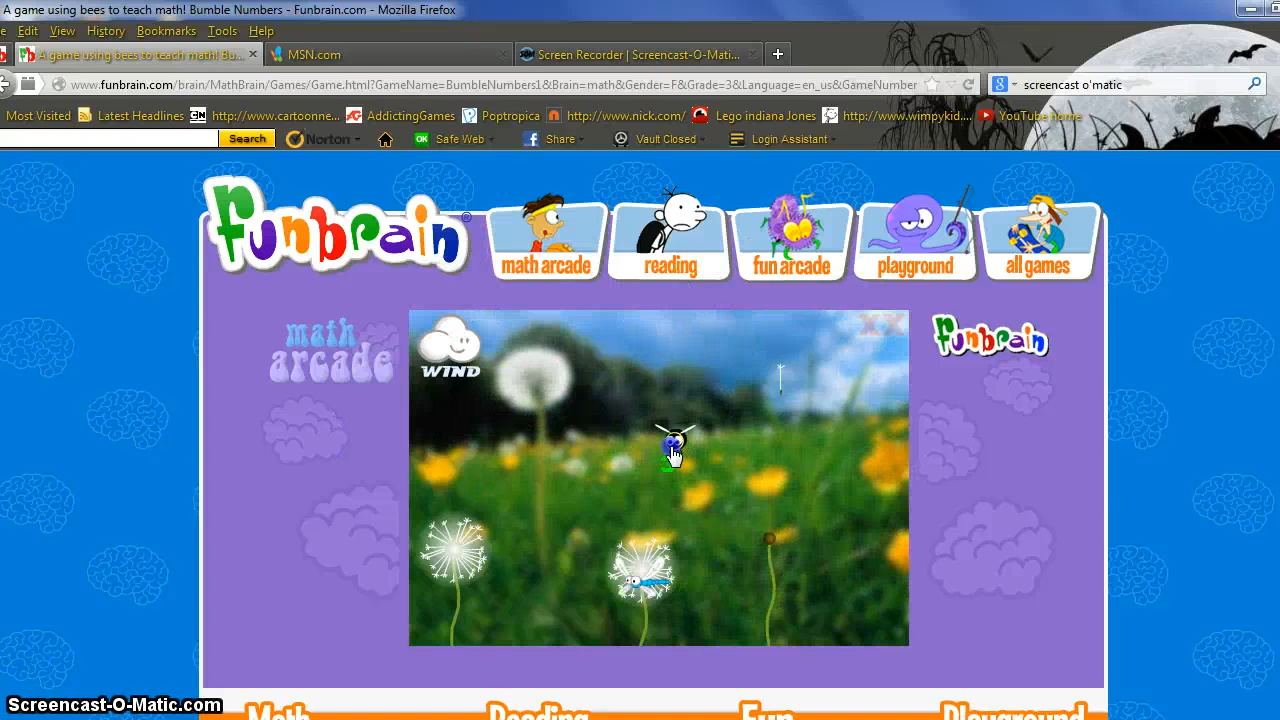 A game using bees to teach math! Bumble Numbers - Funbrain.com - Mozilla Firefox
Edit View History Bookmarks Tools Help
A game using bees to teach math! Bu... MSN.com Screen Recorder | Screencast-O-Mati...
www.funbrain.com/brain/MathBrain/Games/Game.html?GameName=BumbleNumbers1&Brain=math&Gender=F&Grade=3&Language=en_us&GameNumber screencast o'matic
Most Visited Latest Headlines http://www.cartoonne... AddictingGames Poptropica http://www.nick.com/ Lego indiana Jones http://www.wimpykid.... YouTube home
Search Norton Safe Web Share Vault Closed Login Assistant
funbrain
math arcade reading fun arcade playground all games
math arcade
WIND
XX
funbrain
Screencast-O-Matic.com
Math Reading Fun Playground